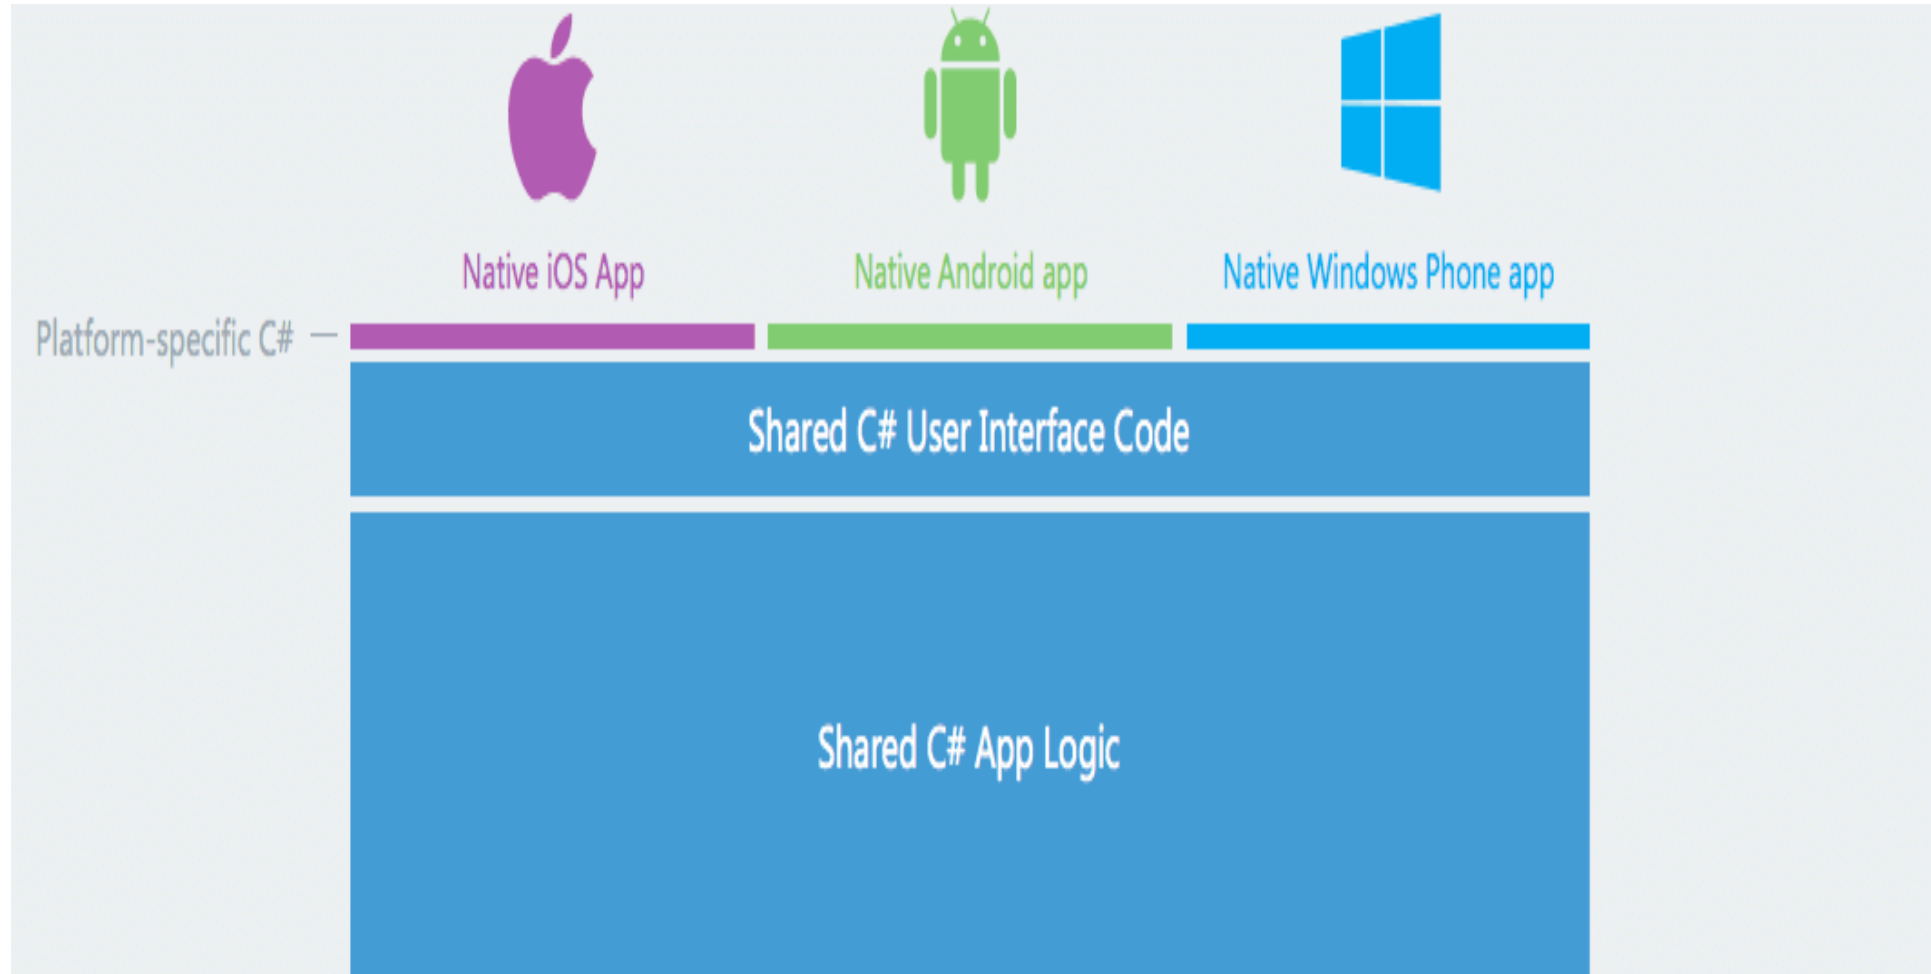 Native iOS App
Native Android app
Native Windows Phone app
Platform-specific C#
Shared C# User Interface Code
Shared C# App Logic